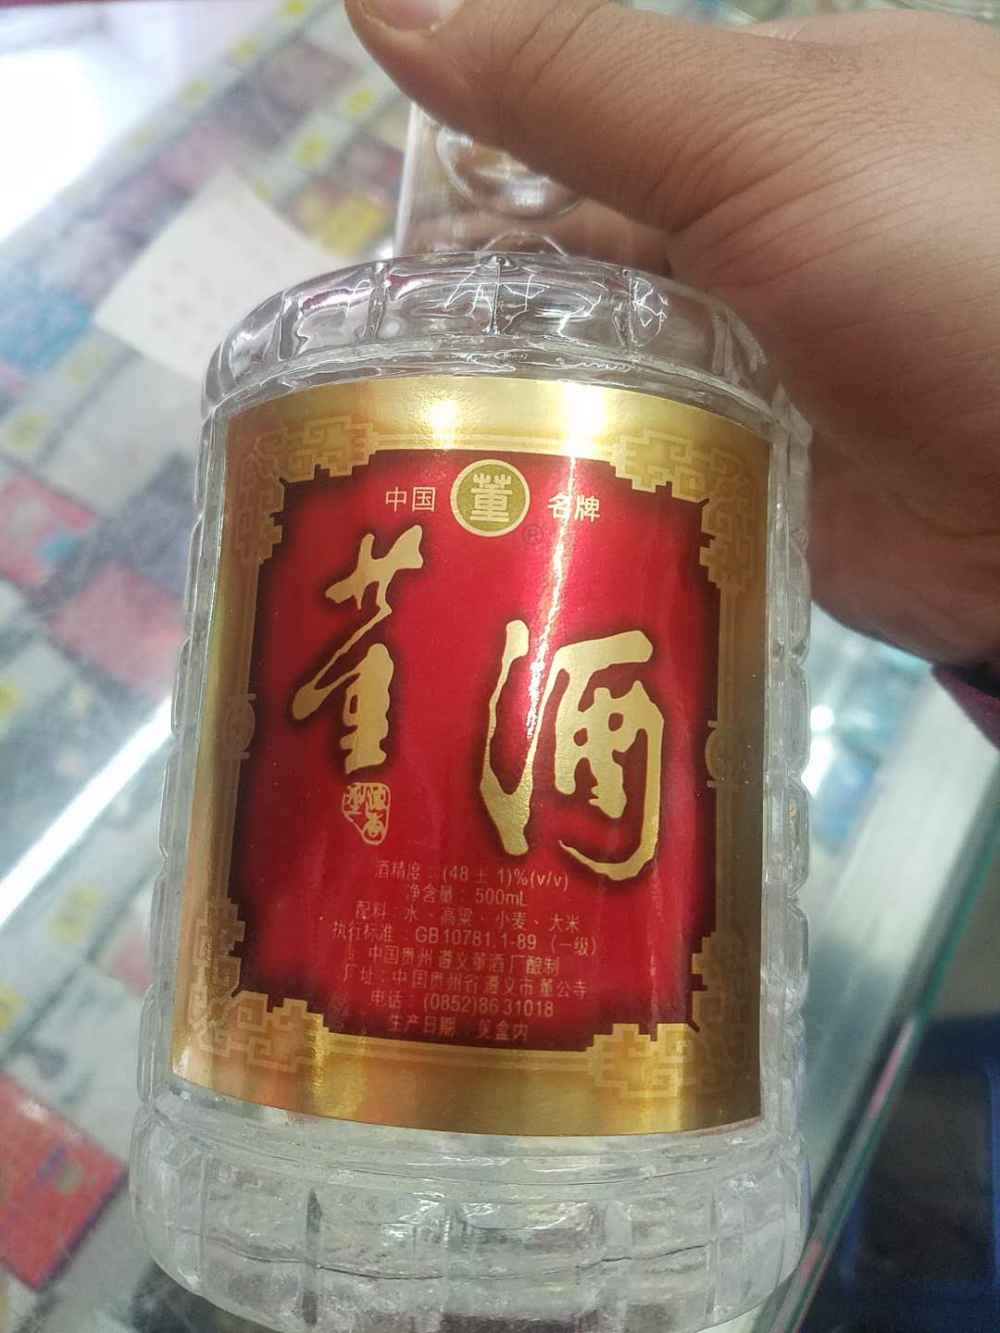 中国 董 名牌
®
董酒
酒精度：(48±1)%(v/v)
净含量：500mL
配料：水、高粱、小麦、大米
执行标准：GB10781.1-89（一级）
中国贵州遵义董酒厂酿制
厂址：中国贵州省遵义市董公寺
电话：(0852)8631018
生产日期：见盒内